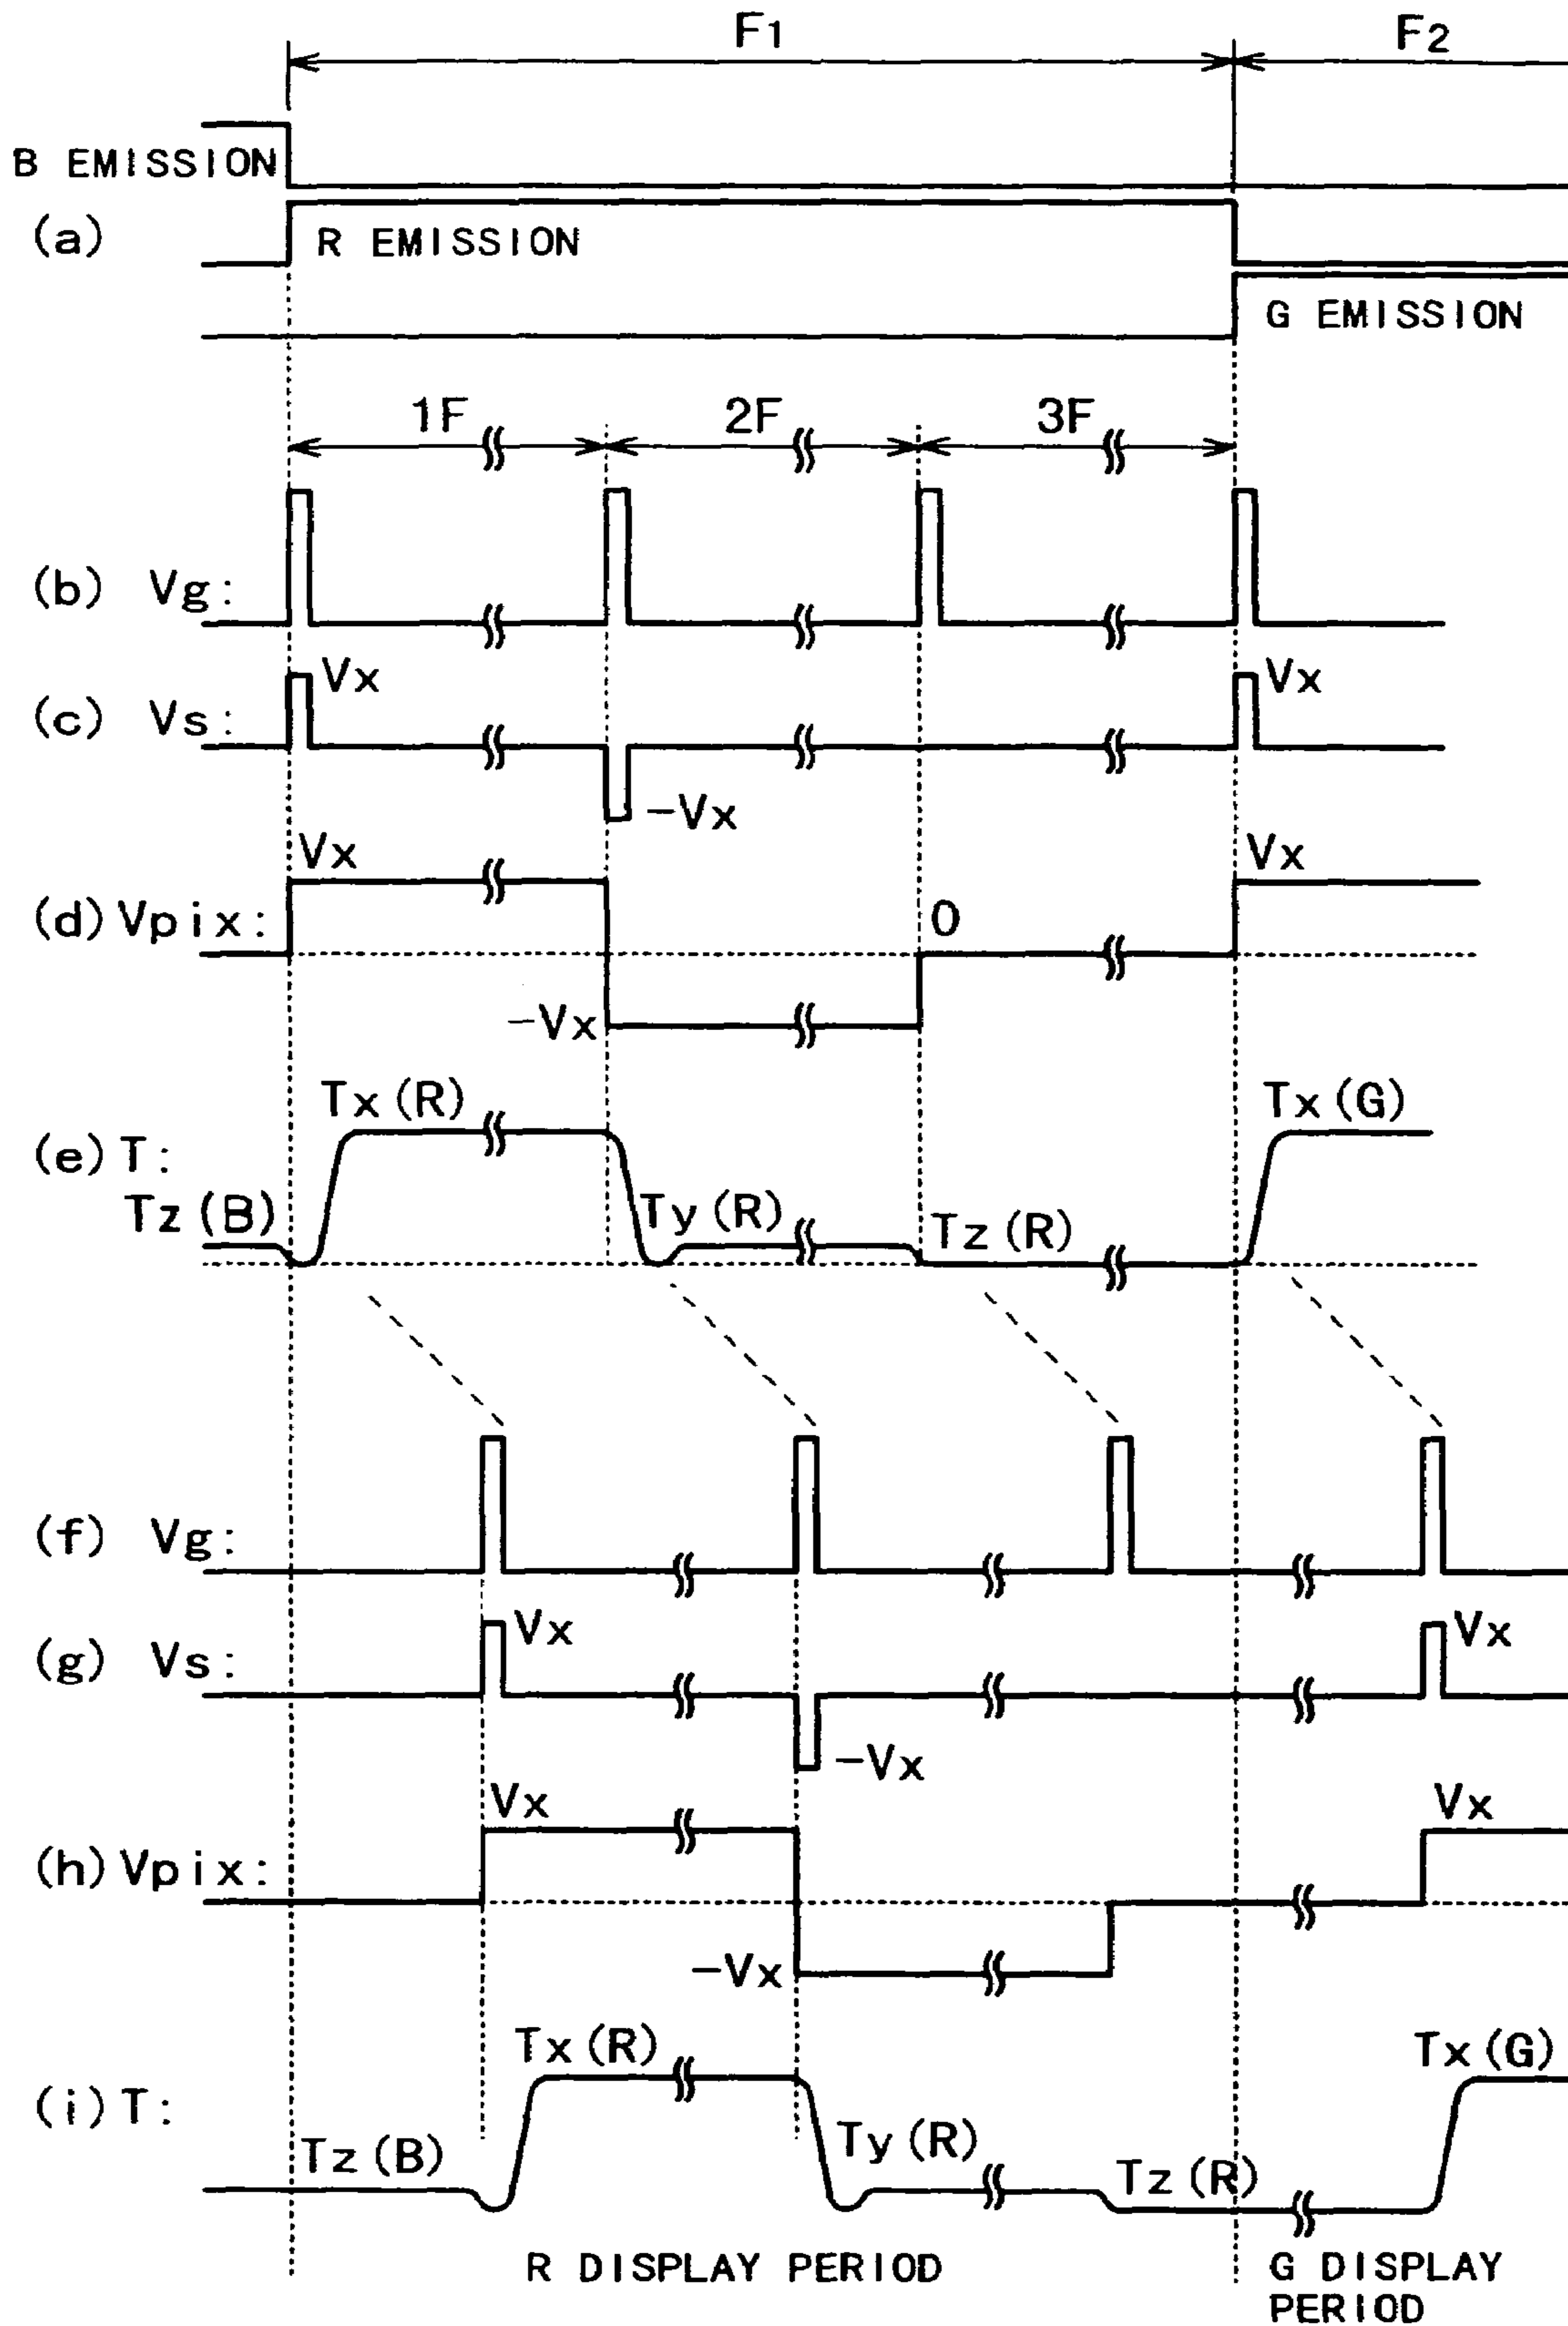 F1 F2
B EMISSION
(a) R EMISSION
G EMISSION
1F 2F 3F
(b) Vg:
Vx Vx
(c) Vs:
-Vx
Vx Vx
(d) Vpix: 0
-Vx
Tx (R) Tx (G)
(e) T:
Tz (B) Ty (R) Tz (R)
(f) Vg:
Vx Vx
(g) Vs:
-Vx
Vx Vx
(h) Vpix:
-Vx
Tx (R) Tx (G)
(i) T:
Tz (B) Ty (R) Tz (R)
R DISPLAY PERIOD G DISPLAY
PERIOD